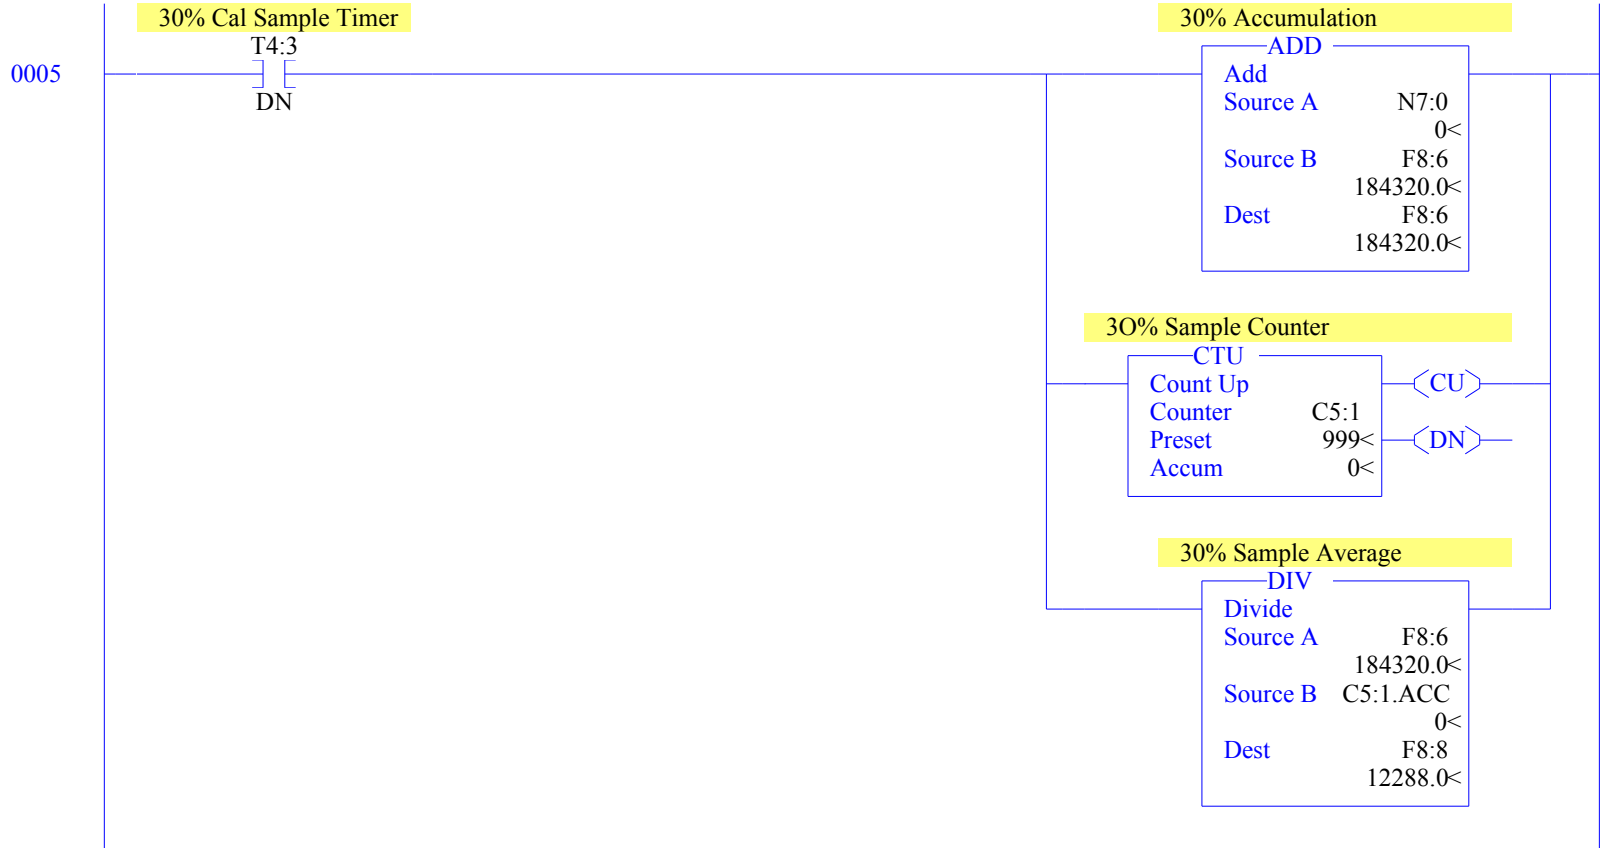 30% Cal Sample Timer
T4:3
DN
0005
30% Accumulation
ADD
Add
Source A N7:0
0<
Source B F8:6
184320.0<
Dest F8:6
184320.0<
3O% Sample Counter
CTU
Count Up
Counter C5:1
Preset 999<
Accum 0<
CU
DN
30% Sample Average
DIV
Divide
Source A F8:6
184320.0<
Source B C5:1.ACC
0<
Dest F8:8
12288.0<